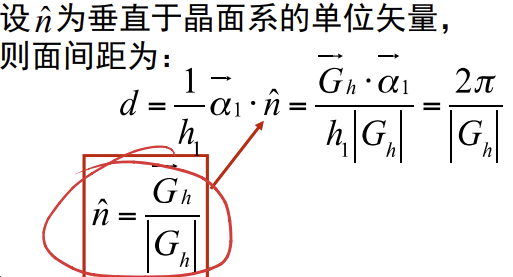 设 n̂ 为垂直于晶面系的单位矢量,
则面间距为:
$d = \frac{1}{h_1} \vec{\alpha}_1 \cdot \hat{n} = \frac{\vec{G}_h \cdot \vec{\alpha}_1}{h_1 |G_h|} = \frac{2\pi}{|G_h|}$
$\hat{n} = \frac{\vec{G}_h}{|G_h|}$